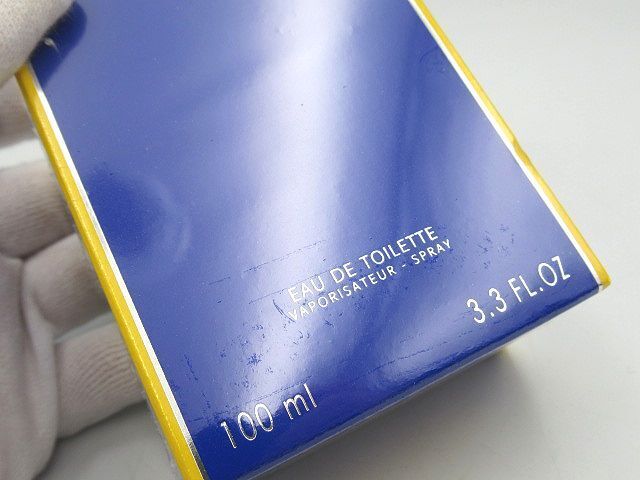 EAU DE TOILETTE
VAPORISATEUR - SPRAY
3.3 FL.OZ
100 ml